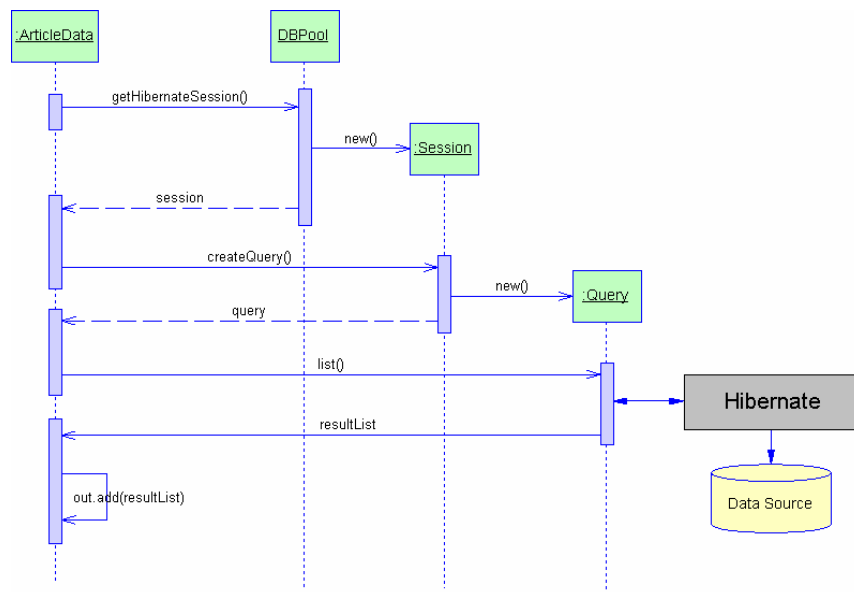 :ArticleData
DBPool
getHibernateSession()
new()
:Session
session
createQuery()
new()
:Query
query
list()
Hibernate
resultList
out.add(resultList)
Data Source